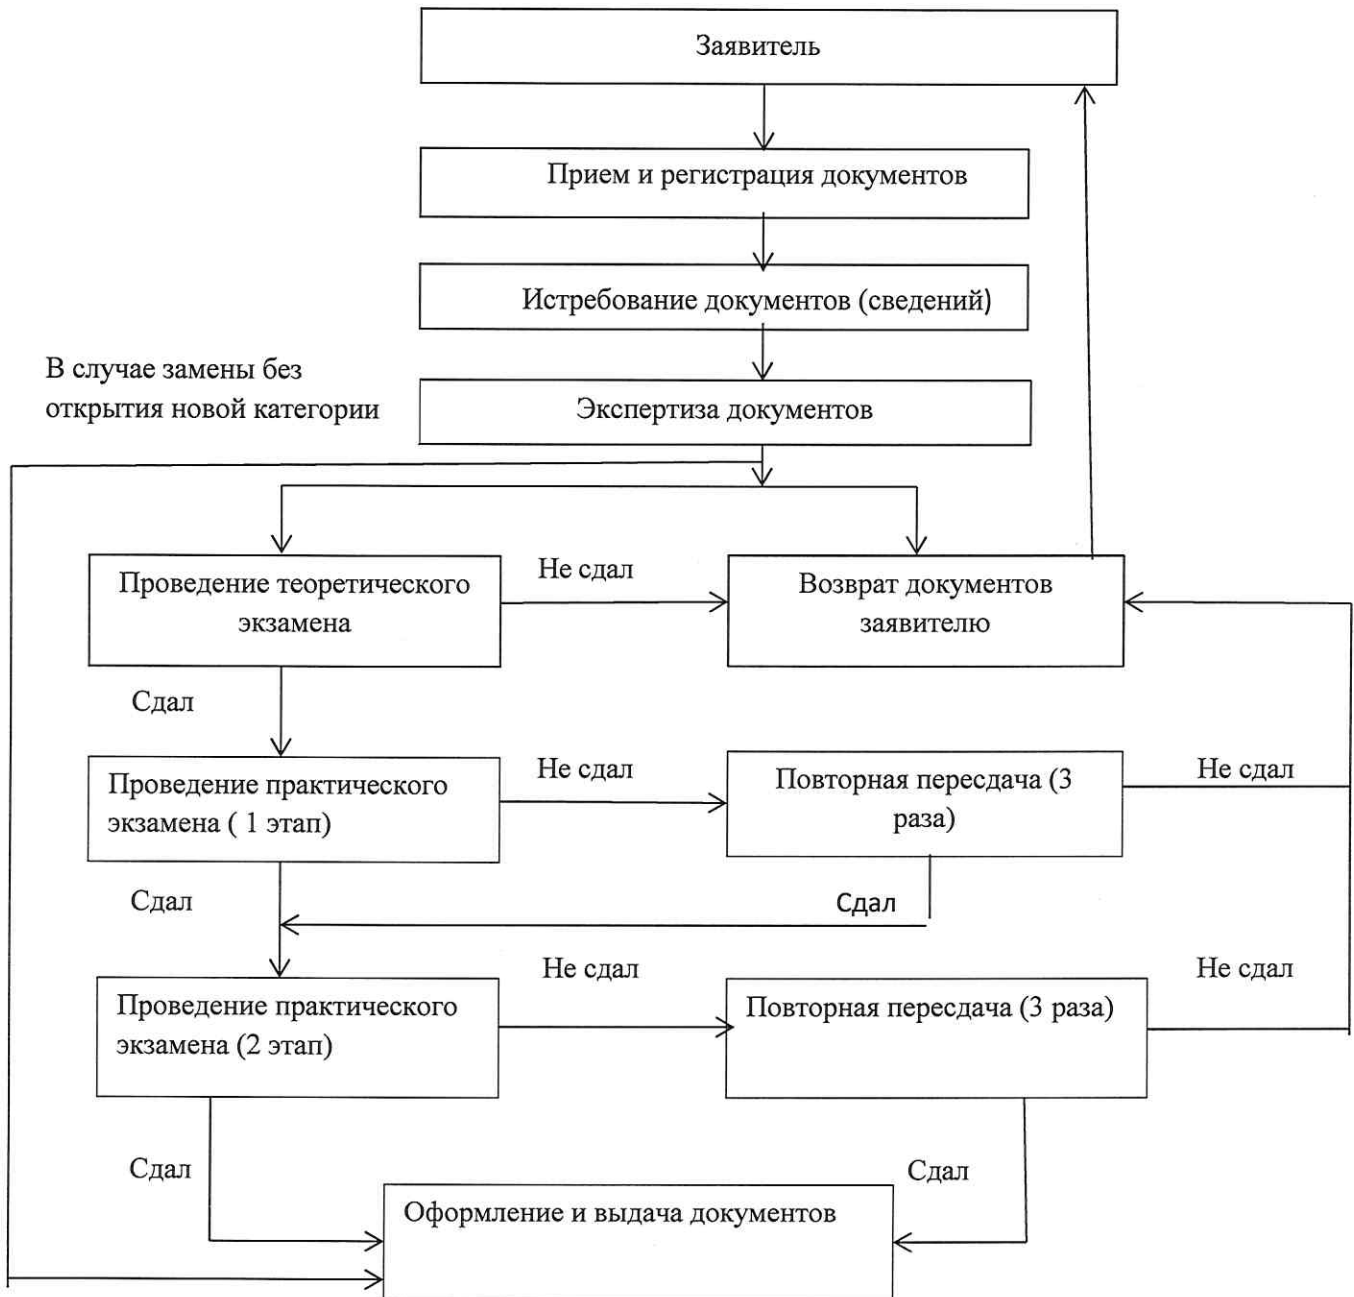 Заявитель
Прием и регистрация документов
Истребование документов (сведений)
В случае замены без
открытия новой категории
Экспертиза документов
Проведение теоретического
экзамена
Не сдал
Возврат документов
заявителю
Сдал
Проведение практического
экзамена ( 1 этап)
Не сдал
Повторная пересдача (3
раза)
Не сдал
Сдал
Сдал
Проведение практического
экзамена (2 этап)
Не сдал
Повторная пересдача (3 раза)
Не сдал
Сдал
Сдал
Оформление и выдача документов